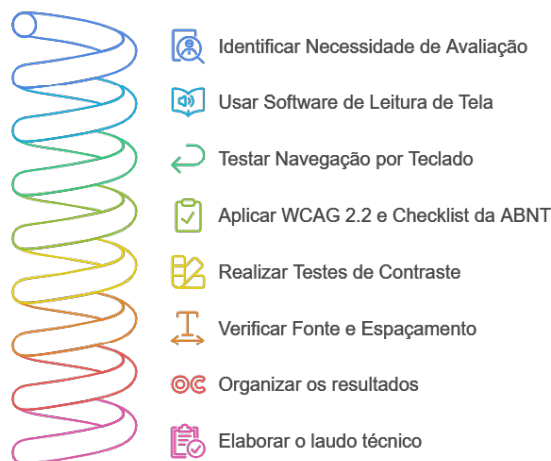 Identificar Necessidade de Avaliação
Usar Software de Leitura de Tela
Testar Navegação por Teclado
Aplicar WCAG 2.2 e Checklist da ABNT
Realizar Testes de Contraste
Verificar Fonte e Espaçamento
Organizar os resultados
Elaborar o laudo técnico